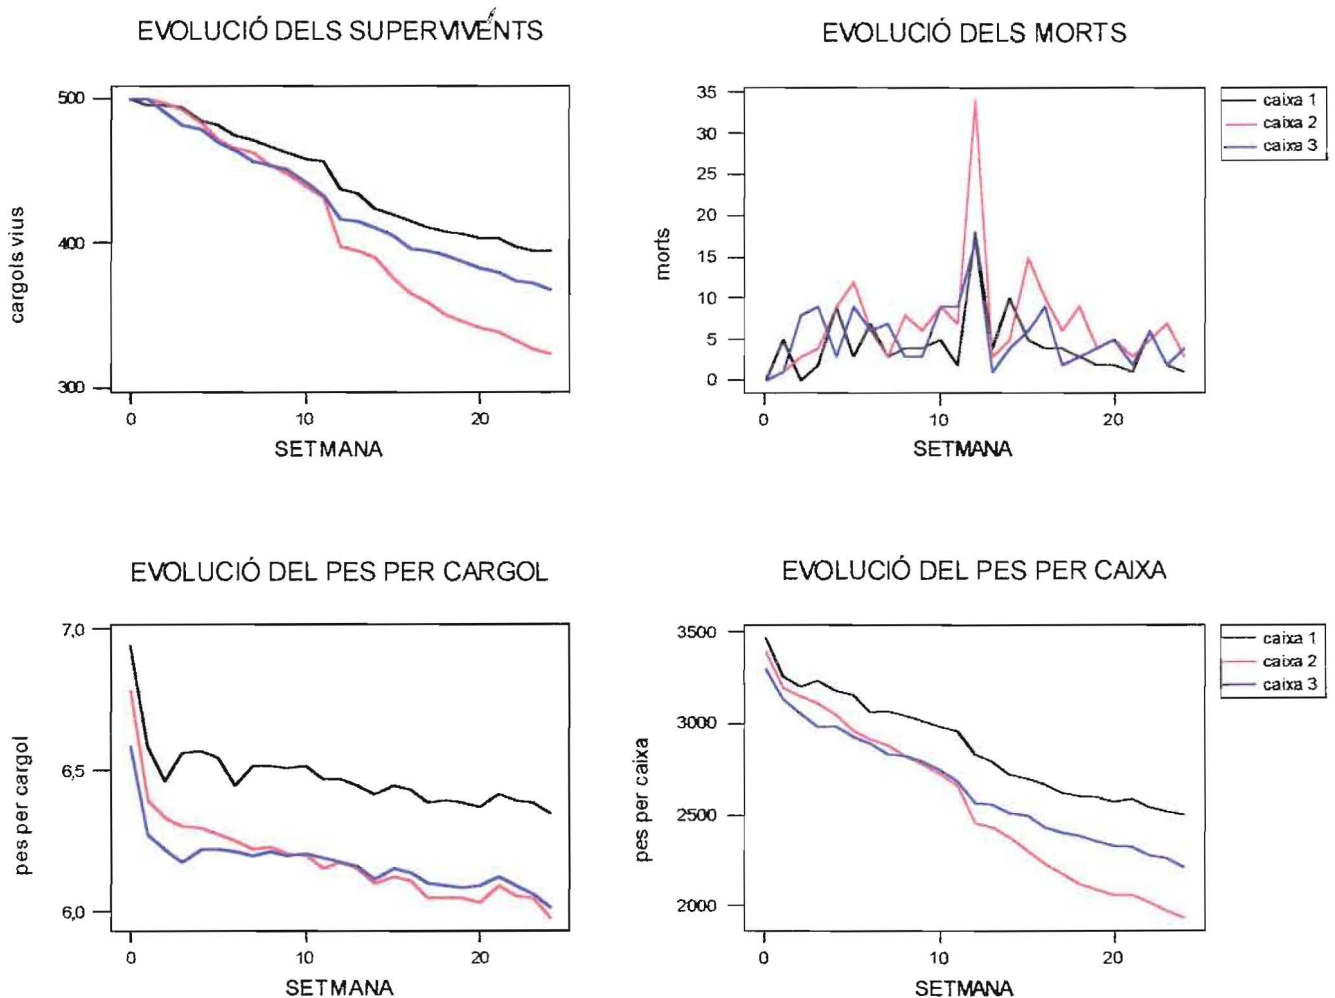 EVOLUCIÓ DELS SUPERVIVENTS
500
400
300
cargols vius
0
10
20
SETMANA
EVOLUCIÓ DELS MORTS
35
30
25
20
15
10
5
0
morts
0
10
20
SETMANA
caixa 1
caixa 2
caixa 3
EVOLUCIÓ DEL PES PER CARGOL
7,0
6,5
6,0
pes per cargol
0
10
20
SETMANA
EVOLUCIÓ DEL PES PER CAIXA
3500
3000
2500
2000
pes per caixa
0
10
20
SETMANA
caixa 1
caixa 2
caixa 3